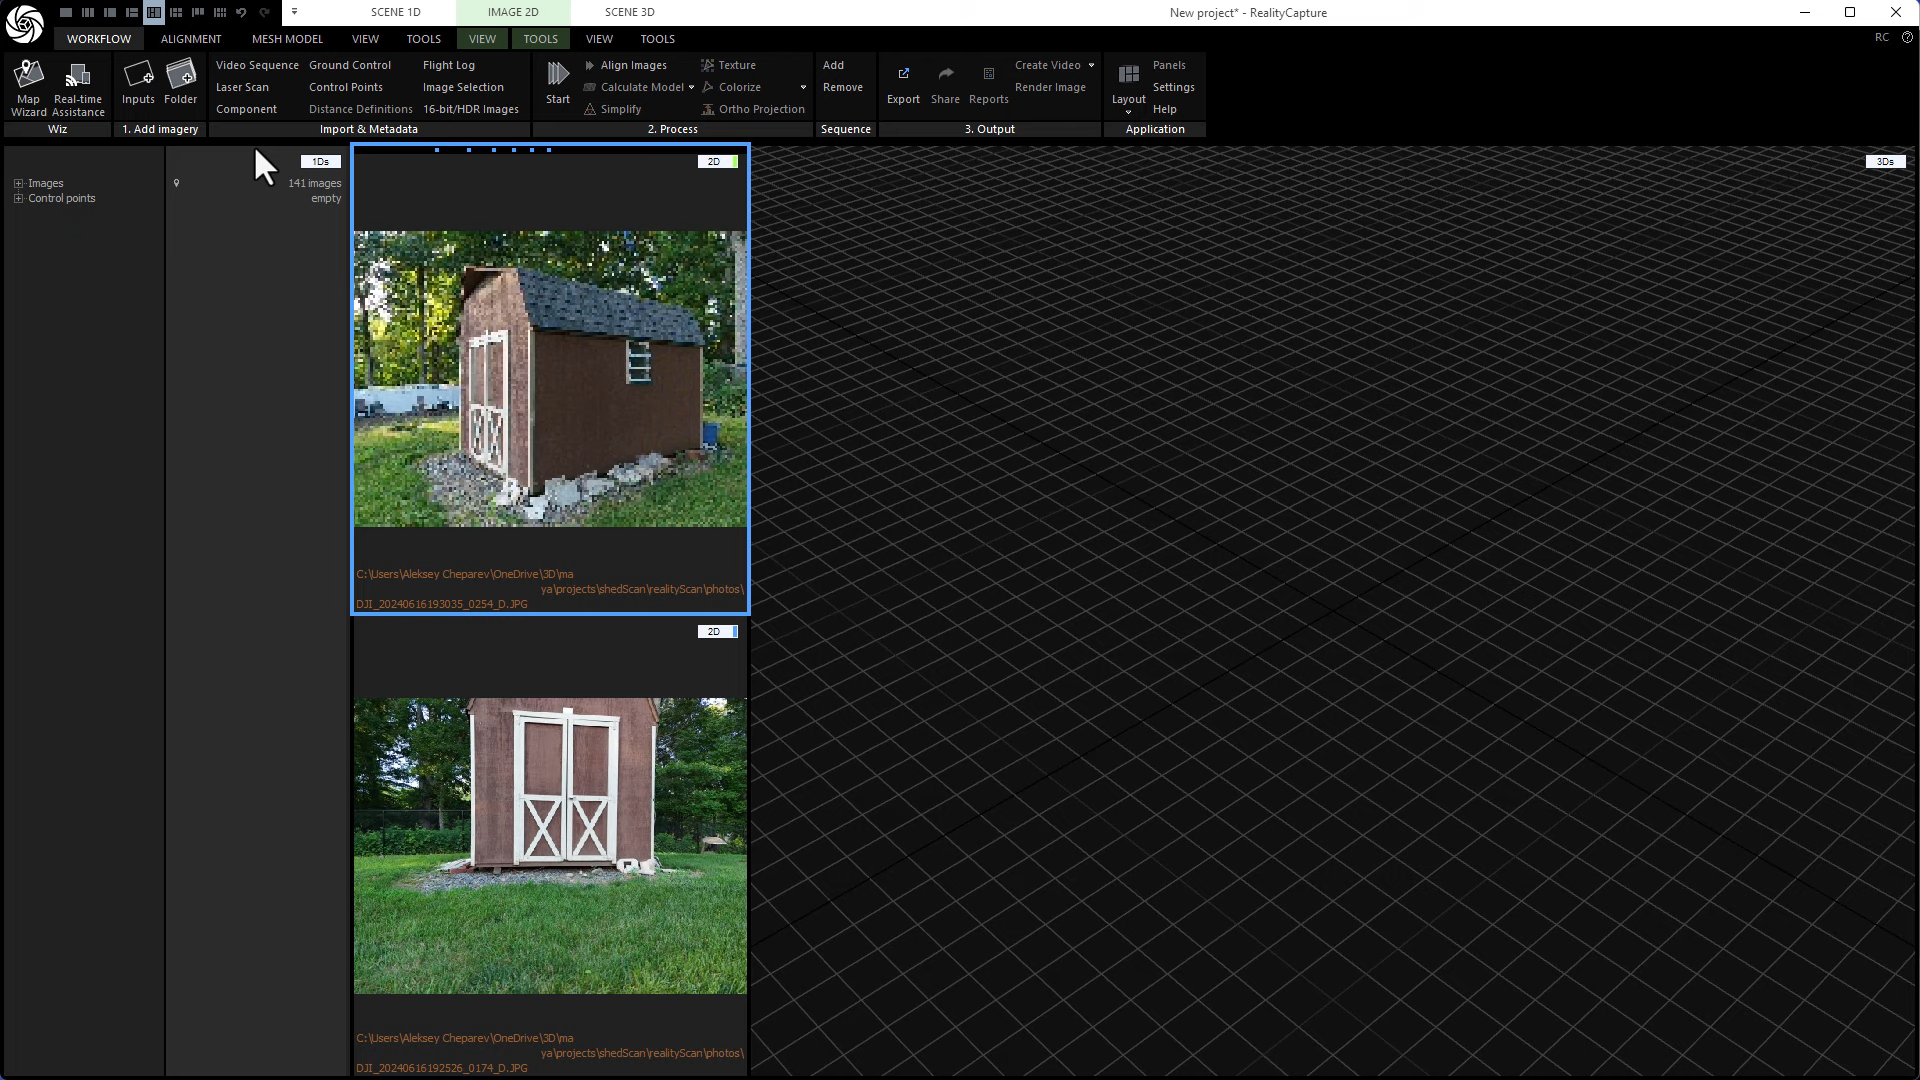 SCENE 1D
IMAGE 2D
SCENE 3D
New project* - RealityCapture
WORKFLOW
ALIGNMENT
MESH MODEL
VIEW
TOOLS
VIEW
TOOLS
VIEW
TOOLS
RC
Map
Wizard
Real-time
Assistance
Wiz
Inputs
Folder
1. Add imagery
Video Sequence
Ground Control
Flight Log
Laser Scan
Control Points
Image Selection
Component
Distance Definitions
16-bit/HDR Images
Import & Metadata
Start
Align Images
Texture
Calculate Model
Colorize
Simplify
Ortho Projection
2. Process
Add
Remove
Sequence
Export
Share
Reports
Create Video
Render Image
3. Output
Layout
Panels
Settings
Help
Application
1Ds
Images
141 images
Control points
empty
2D
C:\Users\Aleksey Cheparev\OneDrive\3D\ma
ya\projects\shedScan\realityScan\photos\
DJI_20240616193035_0254_D.JPG
2D
C:\Users\Aleksey Cheparev\OneDrive\3D\ma
ya\projects\shedScan\realityScan\photos\
DJI_20240616192526_0174_D.JPG
3Ds